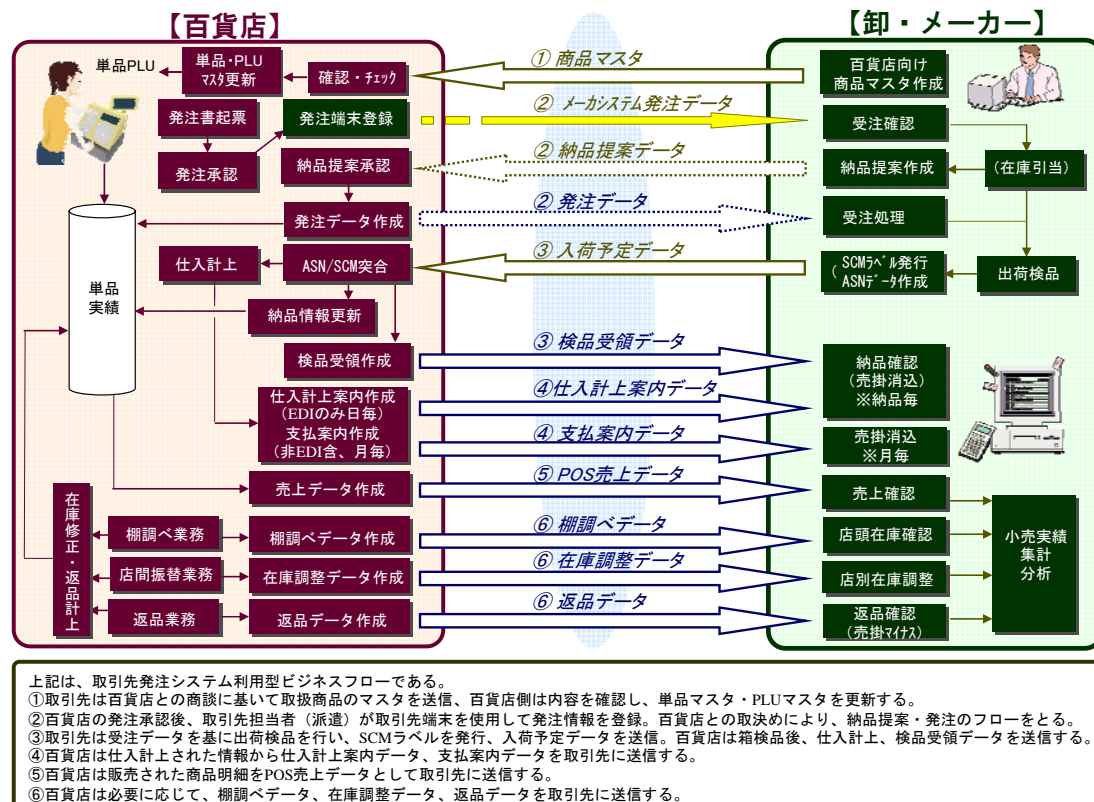 【百貨店】
【卸・メーカー】
単品PLU
単品・PLU
ﾏｽﾀ更新
確認・ﾁｪｯｸ
① 商品マスタ
百貨店向け
商品マスタ作成
発注書起票
発注端末登録
② メーカシステム発注データ
受注確認
発注承認
納品提案承認
② 納品提案データ
納品提案作成
(在庫引当)
発注データ作成
② 発注データ
受注処理
仕入計上
ASN/SCM突合
③ 入荷予定データ
( SCMﾗﾍﾞﾙ発行
ASNﾃﾞｰﾀ作成
出荷検品
単品
実績
納品情報更新
検品受領作成
③ 検品受領データ
納品確認
(売掛消込)
※納品毎
仕入計上案内作成
(EDIのみ日毎)
支払案内作成
(非EDI含、月毎)
④仕入計上案内データ
④ 支払案内データ
売掛消込
※月毎
売上データ作成
⑤ POS売上データ
売上確認
在庫修正・返品計上
棚調べ業務
棚調べデータ作成
⑥ 棚調べデータ
店頭在庫確認
小売実績
集計
分析
店間振替業務
在庫調整データ作成
⑥ 在庫調整データ
店別在庫調整
返品業務
返品データ作成
⑥ 返品データ
返品確認
(売掛ﾏｲﾅｽ)
上記は、取引先発注システム利用型ビジネスフローである。
①取引先は百貨店との商談に基いて取扱商品のマスタを送信、百貨店側は内容を確認し、単品マスタ・PLUマスタを更新する。
②百貨店の発注承認後、取引先担当者（派遣）が取引先端末を使用して発注情報を登録。百貨店との取決めにより、納品提案・発注のフローをとる。
③取引先は受注データを基に出荷検品を行い、SCMラベルを発行、入荷予定データを送信。百貨店は箱検品後、仕入計上、検品受領データを送信する。
④百貨店は仕入計上された情報から仕入計上案内データ、支払案内データを取引先に送信する。
⑤百貨店は販売された商品明細をPOS売上データとして取引先に送信する。
⑥百貨店は必要に応じて、棚調べデータ、在庫調整データ、返品データを取引先に送信する。